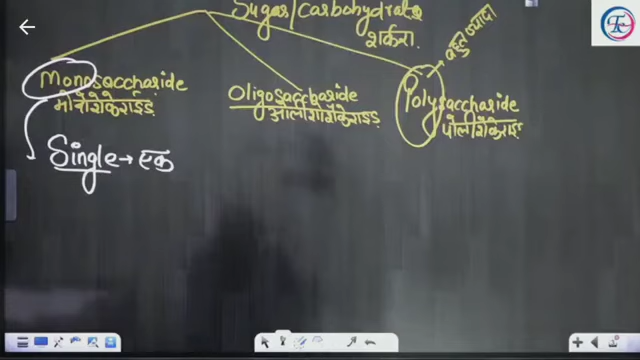 Sugar/Carbohydrate
शर्करा
बहुत ज्यादा
Monosaccharide
मोनोसैकेराइड
Oligosaccharide
ओलीगोसैकेराइड
Polysaccharide
पोलीसैकेराइड
Single → एक